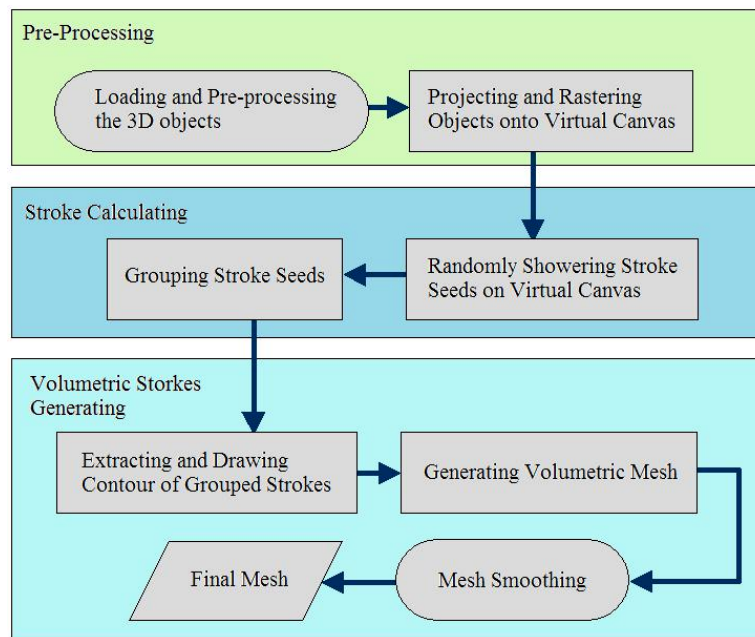 Pre-Processing
Loading and Pre-processing
the 3D objects
Projecting and Rastering
Objects onto Virtual Canvas
Stroke Calculating
Grouping Stroke Seeds
Randomly Showering Stroke
Seeds on Virtual Canvas
Volumetric Storkes
Generating
Extracting and Drawing
Contour of Grouped Strokes
Generating Volumetric Mesh
Final Mesh
Mesh Smoothing